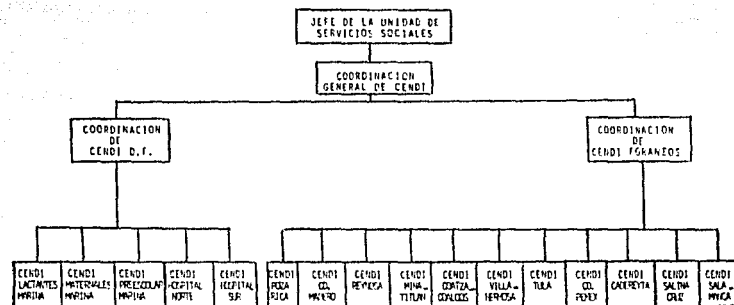 JEFE DE LA UNIDAD DE
SERVICIOS SOCIALES
COORDINACION
GENERAL DE CENDI
COORDINACION
DE
CENDI D.F.
COORDINACION
DE
CENDI FORANEOS
CENDI
LACTANTES
MARINA
CENDI
MATERNALES
MARINA
CENDI
PREESCOLAR
MARINA
CENDI
HOSPITAL
NORTE
CENDI
HOSPITAL
SUR
CENDI
POZA
RICA
CENDI
CD.
MADERO
CENDI
REYNOSA
CENDI
MINA-
TITLAN
CENDI
COATZA-
COALCOS
CENDI
VILLA-
HERMOSA
CENDI
TULA
CENDI
CD.
PEMEX
CENDI
CADEREYTA
CENDI
SALINA
CRUZ
CENDI
SALA-
MANCA